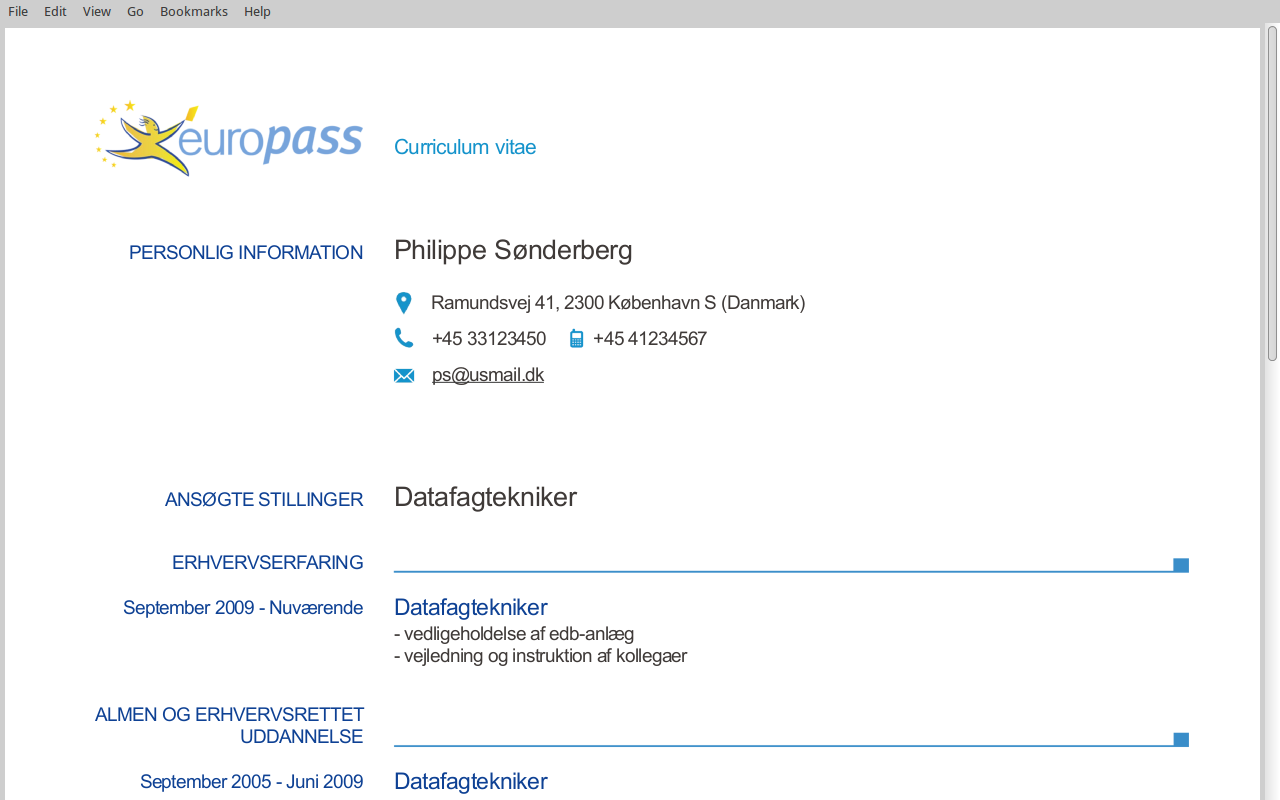 File Edit View Go Bookmarks Help
europass
Curriculum vitae
PERSONLIG INFORMATION
Philippe Sønderberg
Ramundsvej 41, 2300 København S (Danmark)
+45 33123450 +45 41234567
ps@usmail.dk
ANSØGTE STILLINGER
Datafagtekniker
ERHVERVSERFARING
September 2009 - Nuværende
Datafagtekniker
- vedligeholdelse af edb-anlæg
- vejledning og instruktion af kollegaer
ALMEN OG ERHVERVSRETTET
UDDANNELSE
September 2005 - Juni 2009
Datafagtekniker